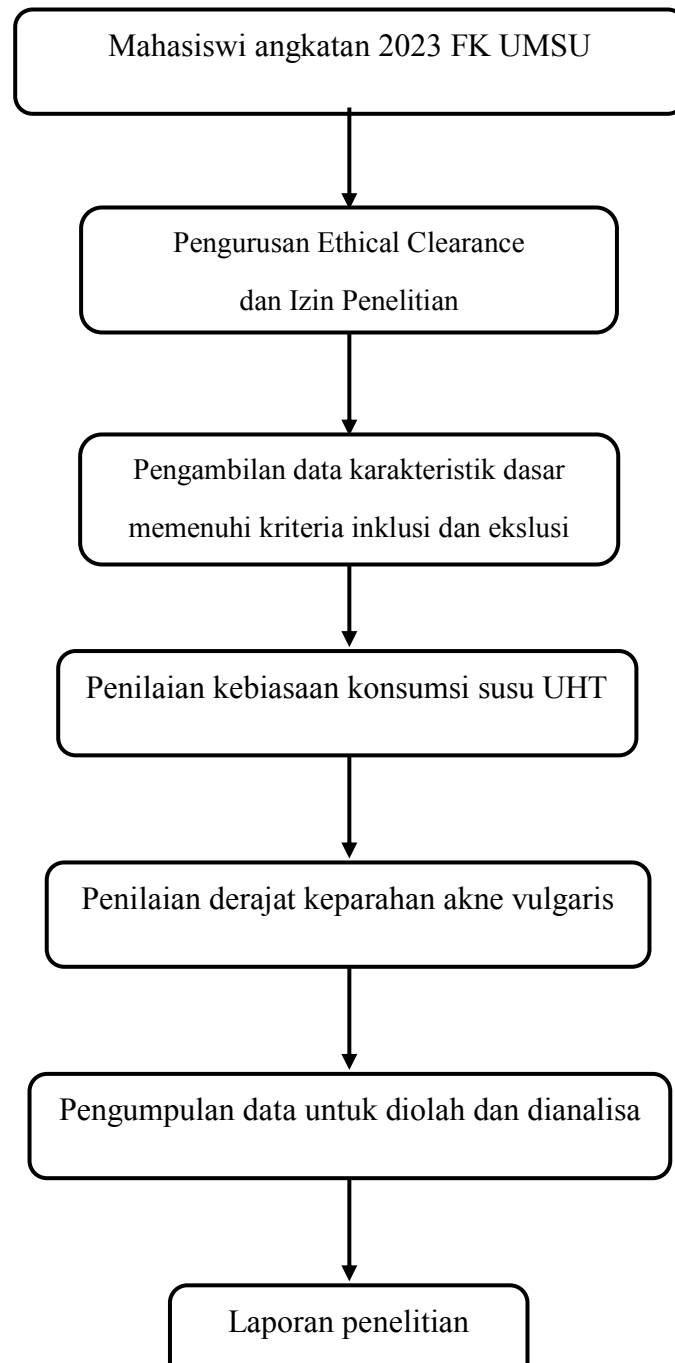 Mahasiswi angkatan 2023 FK UMSU
Pengurusan Ethical Clearance
dan Izin Penelitian
Pengambilan data karakteristik dasar
memenuhi kriteria inklusi dan ekslusi
Penilaian kebiasaan konsumsi susu UHT
Penilaian derajat keparahan akne vulgaris
Pengumpulan data untuk diolah dan dianalisa
Laporan penelitian